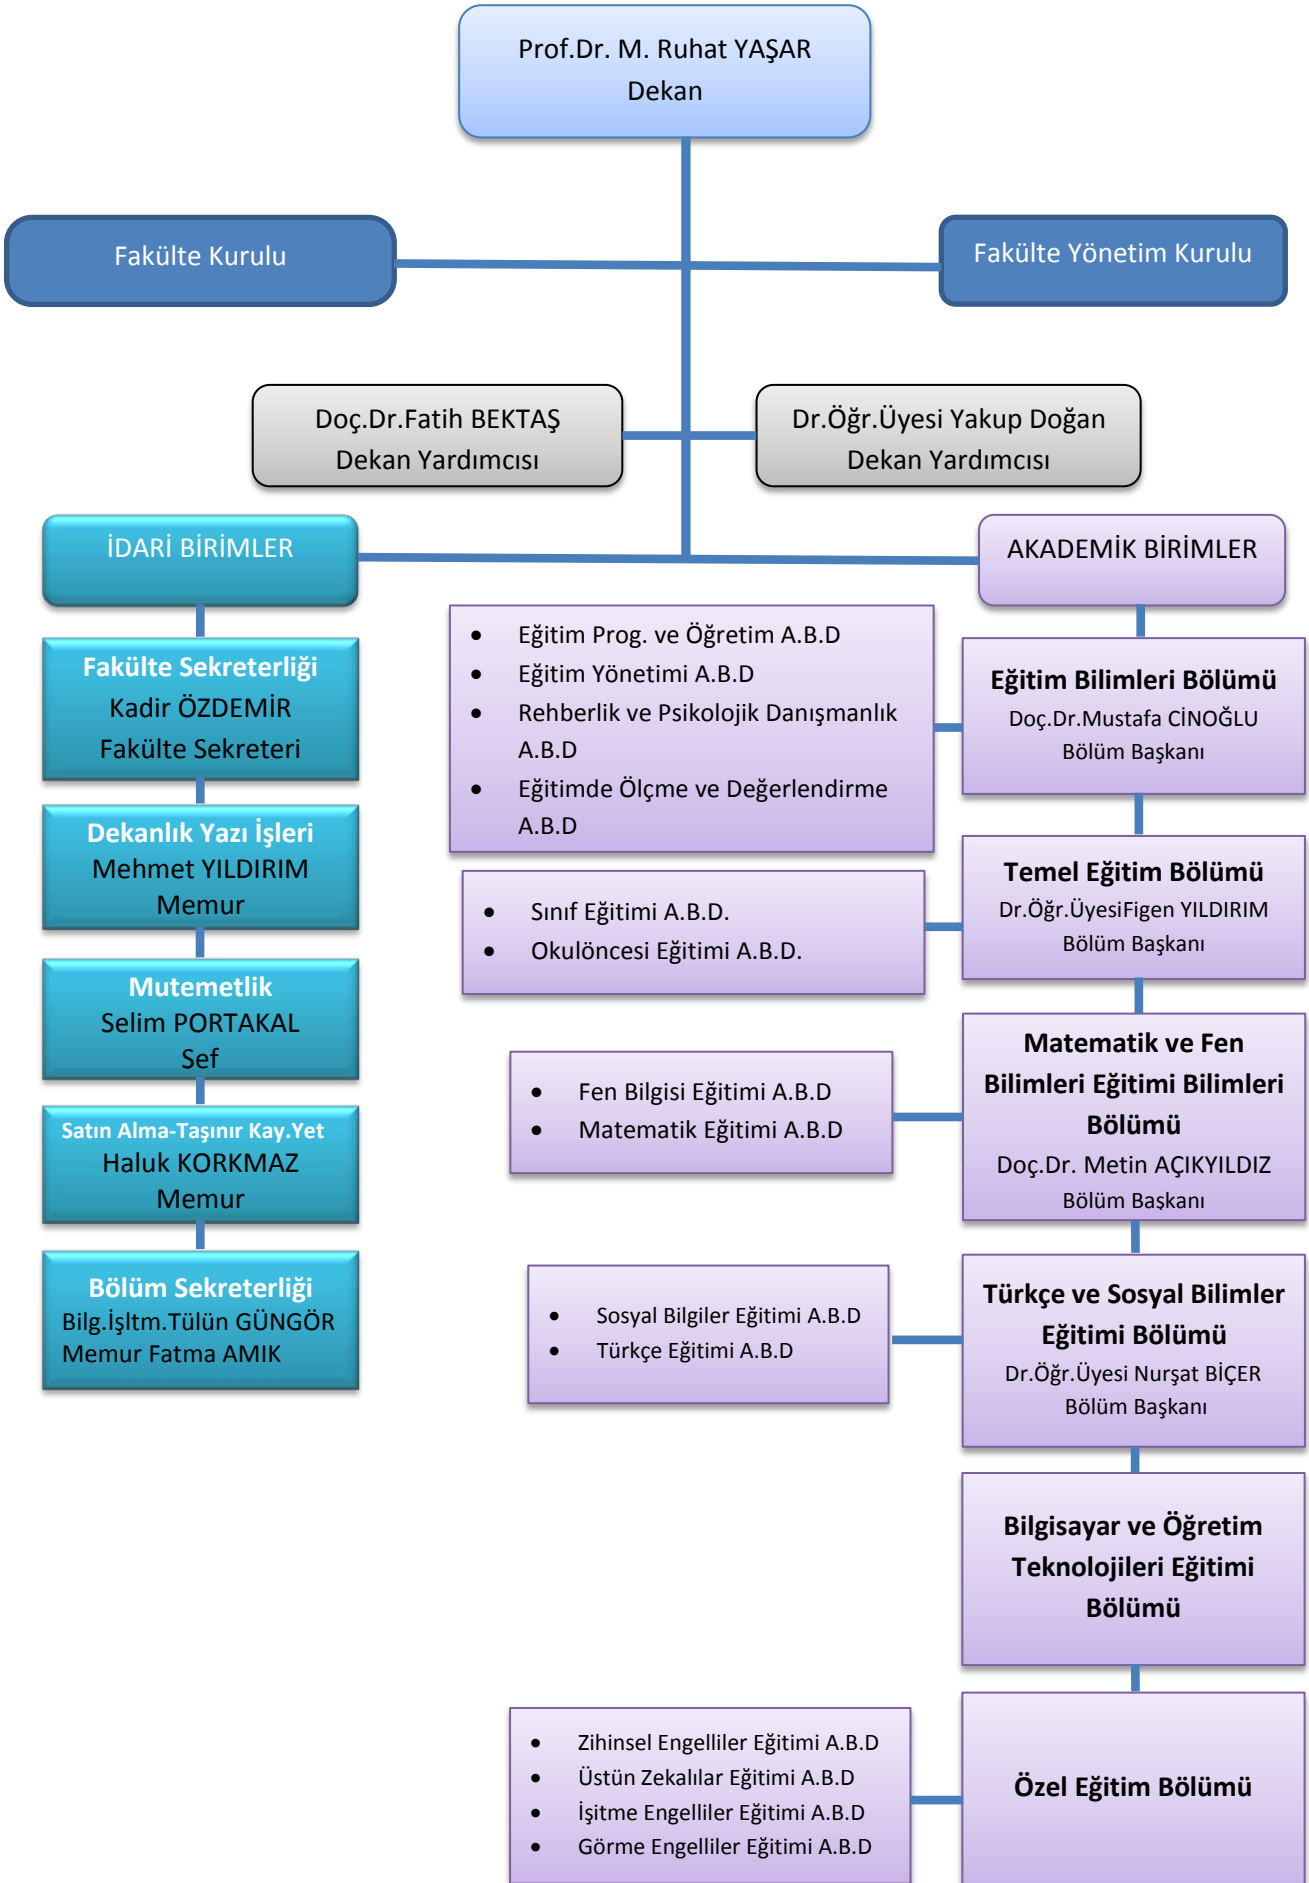 Prof.Dr. M. Ruhat YAŞAR
Dekan
Fakülte Kurulu
Fakülte Yönetim Kurulu
Doç.Dr.Fatih BEKTAŞ
Dekan Yardımcısı
Dr.Öğr.Üyesi Yakup Doğan
Dekan Yardımcısı
İDARİ BİRİMLER
Fakülte Sekreterliği
Kadir ÖZDEMİR
Fakülte Sekreteri
Dekanlık Yazı İşleri
Mehmet YILDIRIM
Memur
Mutemetlik
Selim PORTAKAL
Sef
Satın Alma-Taşınır Kay.Yet
Haluk KORKMAZ
Memur
Bölüm Sekreterliği
Bilg.İşltm.Tülün GÜNGÖR
Memur Fatma AMIK
AKADEMİK BİRİMLER
• Eğitim Prog. ve Öğretim A.B.D
• Eğitim Yönetimi A.B.D
• Rehberlik ve Psikolojik Danışmanlık
A.B.D
• Eğitimde Ölçme ve Değerlendirme
A.B.D
Eğitim Bilimleri Bölümü
Doç.Dr.Mustafa CİNOĞLU
Bölüm Başkanı
• Sınıf Eğitimi A.B.D.
• Okulöncesi Eğitimi A.B.D.
Temel Eğitim Bölümü
Dr.Öğr.ÜyesiFigen YILDIRIM
Bölüm Başkanı
• Fen Bilgisi Eğitimi A.B.D
• Matematik Eğitimi A.B.D
Matematik ve Fen
Bilimleri Eğitimi Bilimleri
Bölümü
Doç.Dr. Metin AÇIKYILDIZ
Bölüm Başkanı
• Sosyal Bilgiler Eğitimi A.B.D
• Türkçe Eğitimi A.B.D
Türkçe ve Sosyal Bilimler
Eğitimi Bölümü
Dr.Öğr.Üyesi Nurşat BİÇER
Bölüm Başkanı
Bilgisayar ve Öğretim
Teknolojileri Eğitimi
Bölümü
• Zihinsel Engelliler Eğitimi A.B.D
• Üstün Zekalılar Eğitimi A.B.D
• İşitme Engelliler Eğitimi A.B.D
• Görme Engelliler Eğitimi A.B.D
Özel Eğitim Bölümü